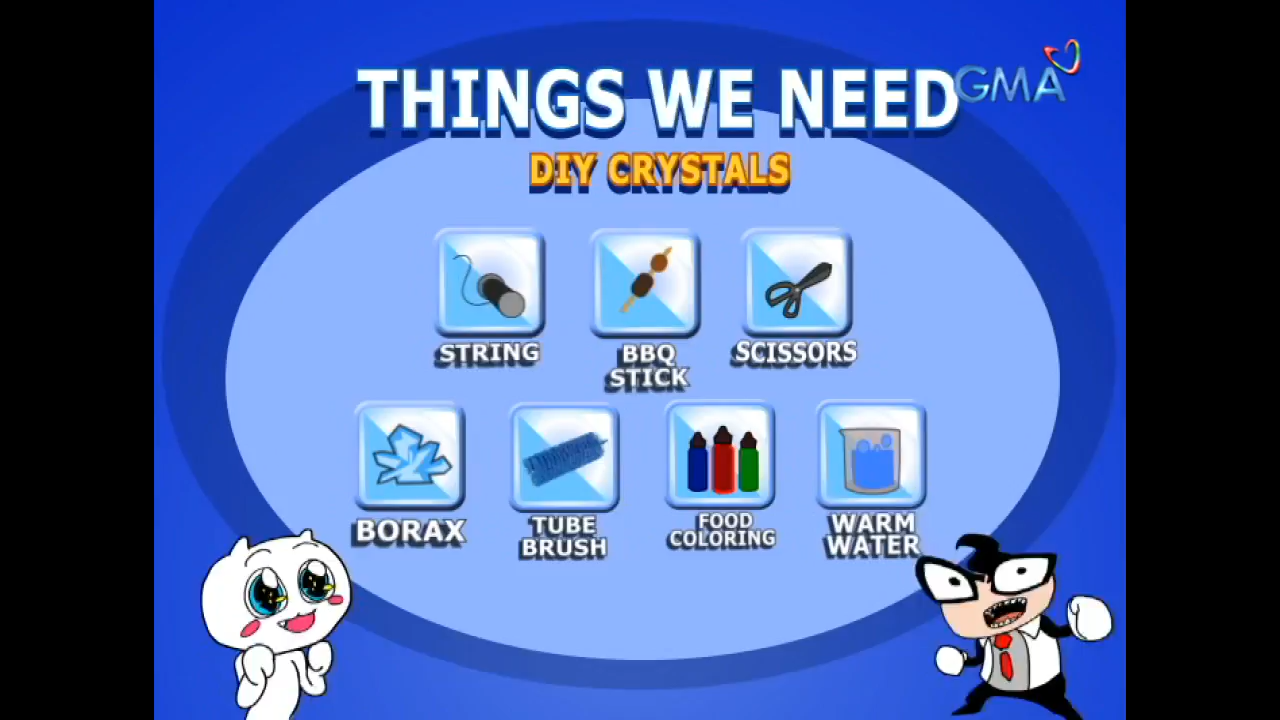 THINGS WE NEED
GMA
DIY CRYSTALS
STRING
BBQ
STICK
SCISSORS
BORAX
TUBE
BRUSH
FOOD
COLORING
WARM
WATER